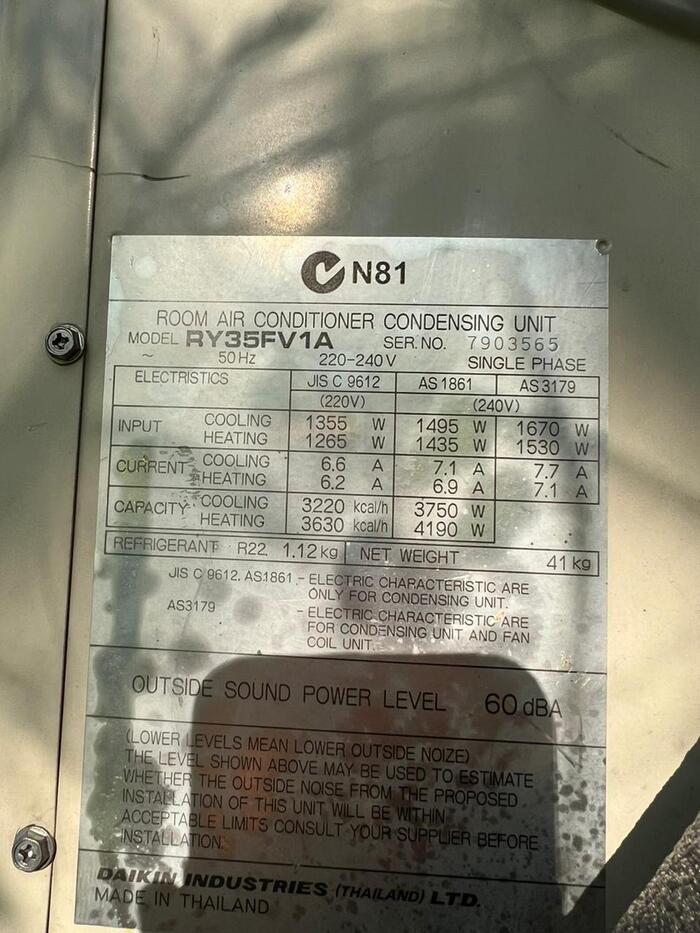 N81
ROOM AIR CONDITIONER CONDENSING UNIT
MODEL RY35FV1A SER. NO. 7903565
~ 50 Hz 220-240 V SINGLE PHASE
ELECTRISTICS JIS C 9612 AS 1861 AS 3179
(220V) (240V)
INPUT COOLING 1355 W 1495 W 1670 W
HEATING 1265 W 1435 W 1530 W
CURRENT COOLING 6.6 A 7.1 A 7.7 A
HEATING 6.2 A 6.9 A 7.1 A
CAPACITY COOLING 3220 kcal/h 3750 W
HEATING 3630 kcal/h 4190 W
REFRIGERANT R22 1.12 kg NET WEIGHT 41 kg
JIS C 9612, AS1861 - ELECTRIC CHARACTERISTIC ARE
ONLY FOR CONDENSING UNIT.
AS3179 - ELECTRIC CHARACTERISTIC ARE
FOR CONDENSING UNIT AND FAN
COIL UNIT.
OUTSIDE SOUND POWER LEVEL 60 dBA
(LOWER LEVELS MEAN LOWER OUTSIDE NOIZE)
THE LEVEL SHOWN ABOVE MAY BE USED TO ESTIMATE
WHETHER THE OUTSIDE NOISE FROM THE PROPOSED
INSTALLATION OF THIS UNIT WILL BE WITHIN
ACCEPTABLE LIMITS CONSULT YOUR SUPPLIER BEFORE
INSTALLATION.
DAIKIN INDUSTRIES (THAILAND) LTD.
MADE IN THAILAND